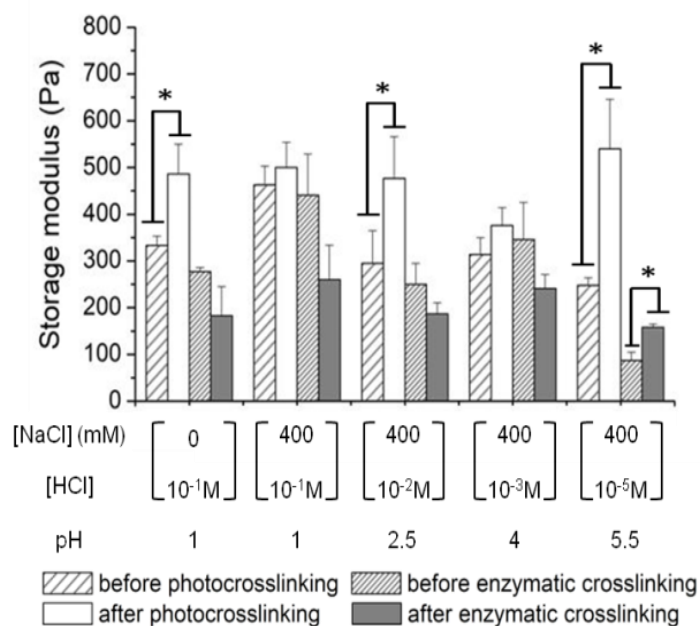 800
700
600
500
400
300
200
100
0
Storage modulus (Pa)
* * * *
[NaCl] (mM) 0 400 400 400 400
[HCl] 10⁻¹M 10⁻¹M 10⁻²M 10⁻³M 10⁻⁵M
pH 1 1 2.5 4 5.5
before photocrosslinking before enzymatic crosslinking
after photocrosslinking after enzymatic crosslinking